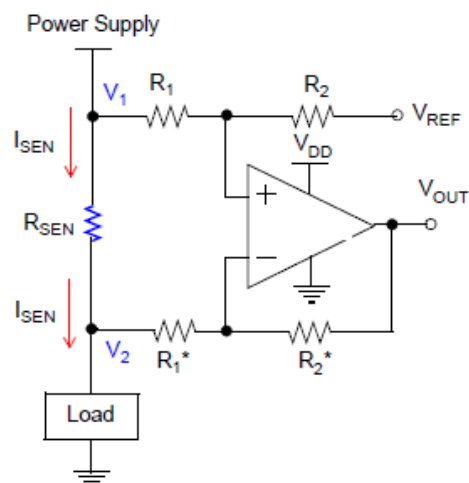 Power Supply
V1
R1
R2
VREF
ISEN
VDD
+
VOUT
RSEN
−
ISEN
V2
R1*
R2*
Load